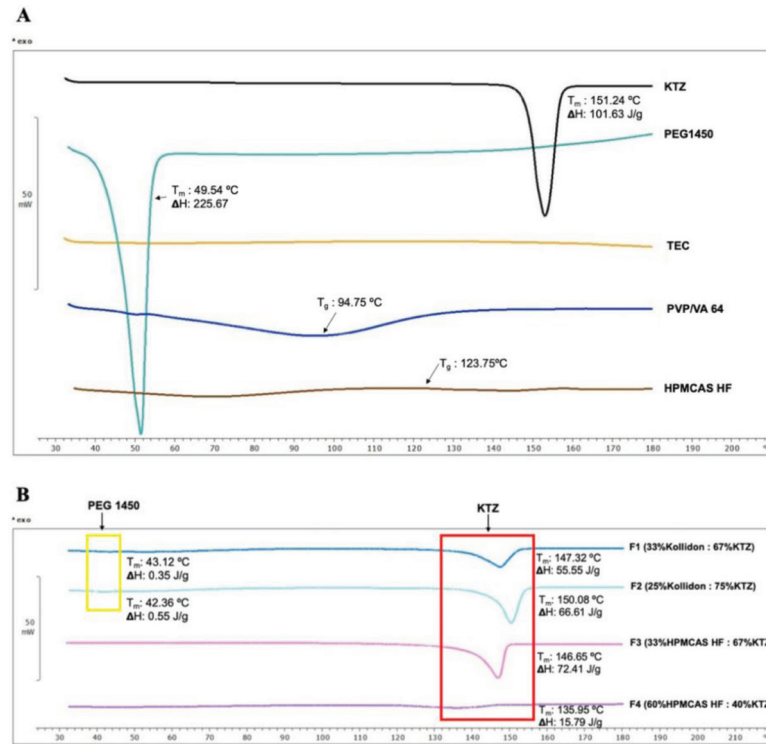 A
^exo
KTZ
Tm : 151.24 ºC
ΔH: 101.63 J/g
PEG1450
50
mW
Tm : 49.54 ºC
ΔH: 225.67
TEC
Tg : 94.75 ºC
PVP/VA 64
Tg : 123.75ºC
HPMCAS HF
30 40 50 60 70 80 90 100 110 120 130 140 150 160 170 180 190 200 º
B
PEG 1450
KTZ
^exo
F1 (33%Kollidon : 67%KTZ)
Tm: 43.12 ºC
ΔH: 0.35 J/g
Tm: 147.32 ºC
ΔH: 55.55 J/g
F2 (25%Kollidon : 75%KTZ)
Tm: 42.36 ºC
ΔH: 0.55 J/g
Tm: 150.08 ºC
ΔH: 66.61 J/g
50
mW
F3 (33%HPMCAS HF : 67%KTZ
Tm: 146.65 ºC
ΔH: 72.41 J/g
F4 (60%HPMCAS HF : 40%KTZ
Tm: 135.95 ºC
ΔH: 15.79 J/g
30 40 50 60 70 80 90 100 110 120 130 140 150 160 170 180 190 200 º